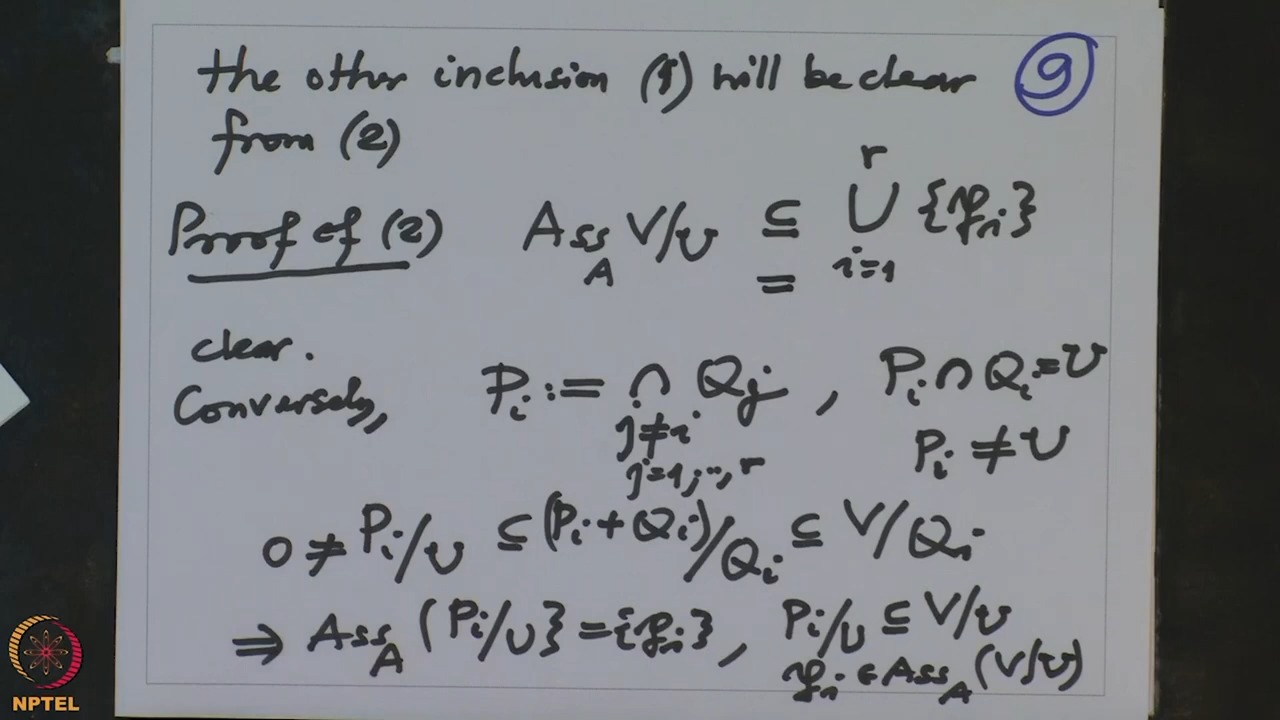 the other inclusion (1) will be clear
9
from (2)
Proof of (2) Ass_A V/U ⊆ ⋃_{i=1}^{r} {𝔭_i}
=
clear.
Conversely, P_i := ∩_{j≠i, j=1,..,r} Q_j , P_i ∩ Q_i = U
P_i ≠ U
0 ≠ P_i/U ⊆ (P_i + Q_i)/Q_i ⊆ V/Q_i
⇒ Ass_A (P_i/U} = {𝔭_i} , P_i/U ⊆ V/U
𝔭_i ∈ Ass_A (V/U)
NPTEL